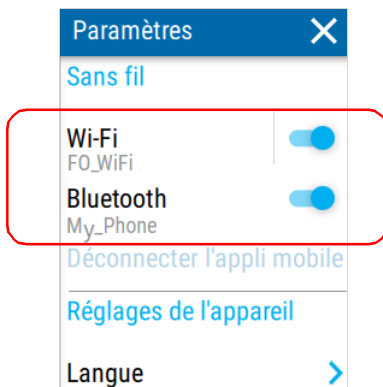 Paramètres
Sans fil
Wi-Fi
FO_WiFi
Bluetooth
My_Phone
Déconnecter l'appli mobile
Réglages de l'appareil
Langue